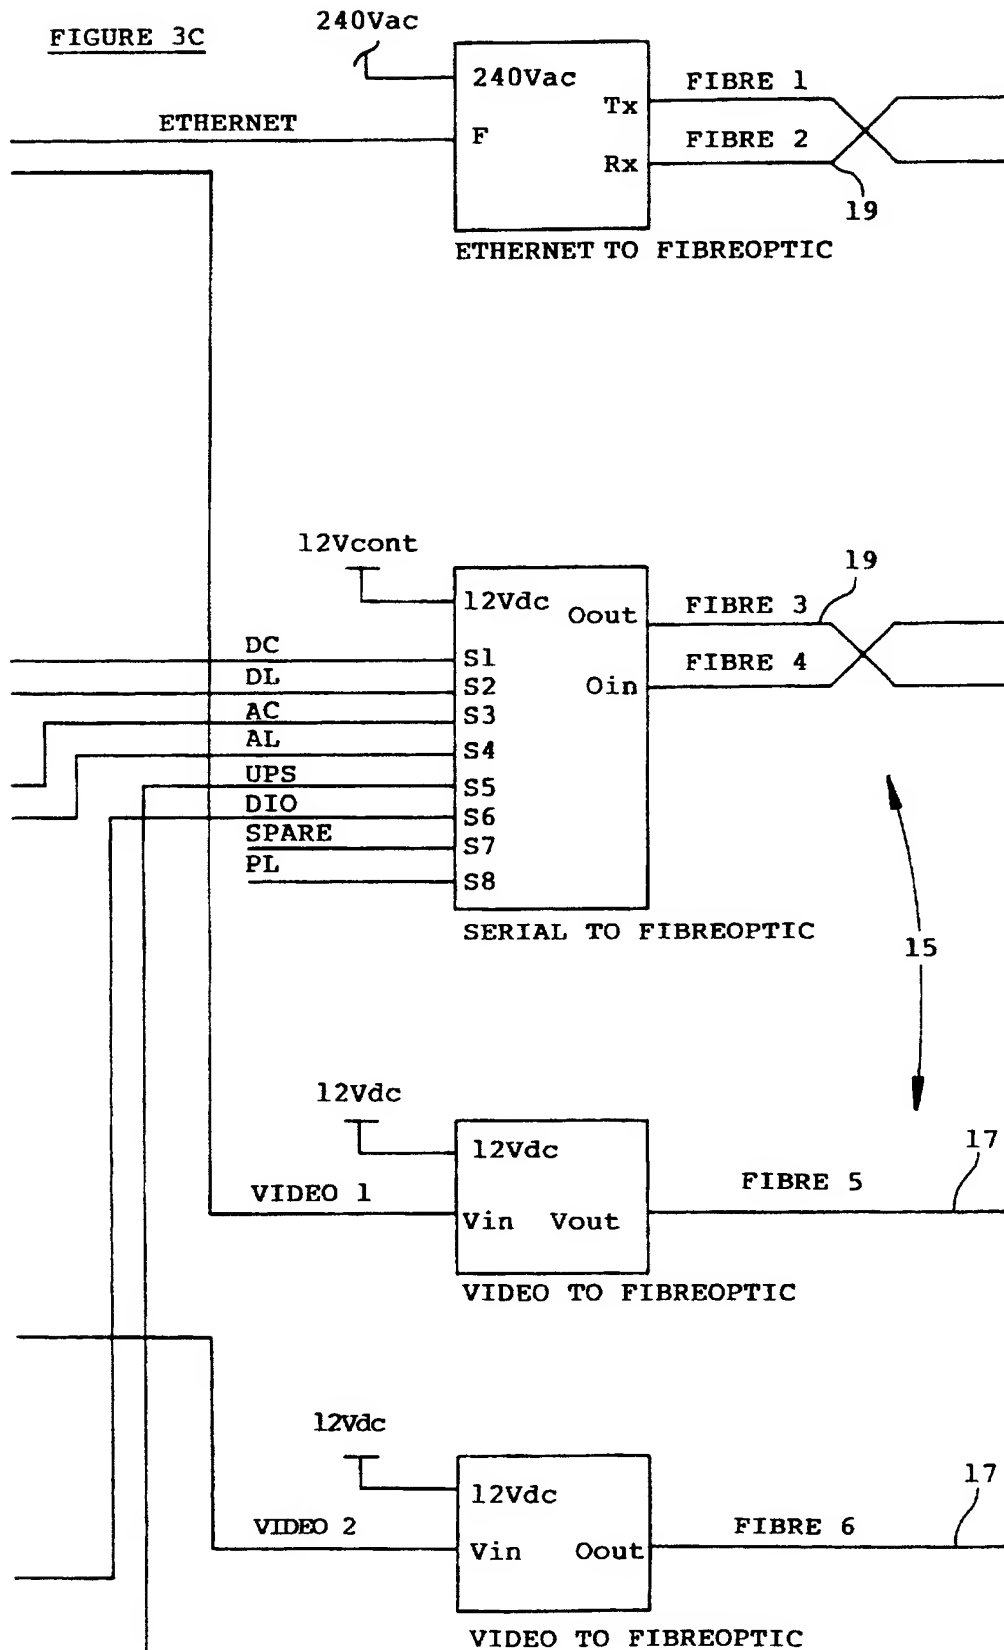 FIGURE 3C
240Vac
240Vac
Tx
FIBRE 1
ETHERNET
F
FIBRE 2
Rx
19
ETHERNET TO FIBREOPTIC
12Vcont
19
12Vdc
Oout
FIBRE 3
DC
S1
FIBRE 4
DL
S2
Oin
AC
S3
AL
S4
UPS
S5
DIO
S6
SPARE
S7
PL
S8
SERIAL TO FIBREOPTIC
15
12Vdc
17
12Vdc
FIBRE 5
VIDEO 1
Vin Vout
VIDEO TO FIBREOPTIC
12Vdc
17
12Vdc
VIDEO 2
FIBRE 6
Vin Oout
VIDEO TO FIBREOPTIC